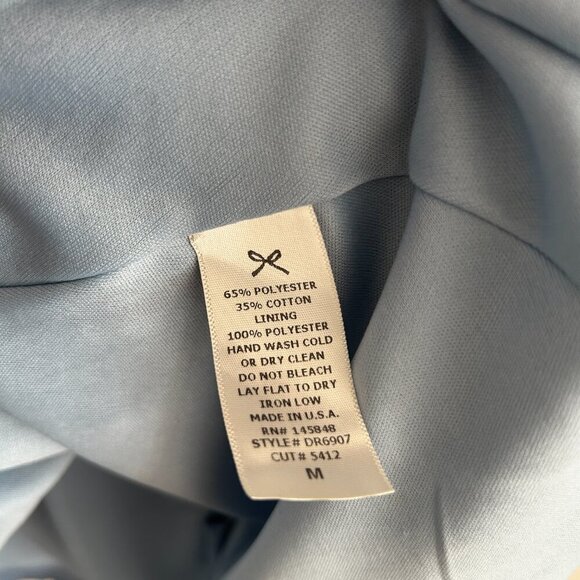 65% POLYESTER
35% COTTON
LINING
100% POLYESTER
HAND WASH COLD
OR DRY CLEAN
DO NOT BLEACH
LAY FLAT TO DRY
IRON LOW
MADE IN U.S.A.
RN# 145848
STYLE# DR6907
CUT# 5412
M